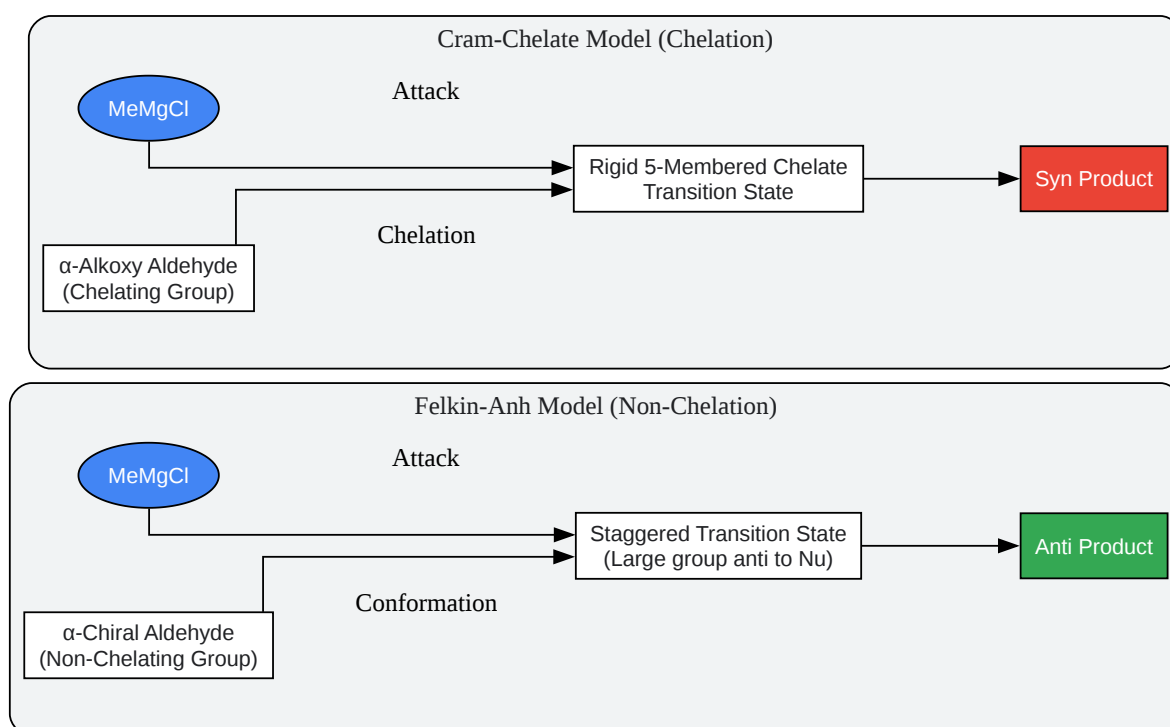 Cram-Chelate Model (Chelation)
Attack
MeMgCl
Rigid 5-Membered Chelate
Transition State
Syn Product
Chelation
α-Alkoxy Aldehyde
(Chelating Group)
Felkin-Anh Model (Non-Chelation)
Attack
MeMgCl
Staggered Transition State
(Large group anti to Nu)
Anti Product
Conformation
α-Chiral Aldehyde
(Non-Chelating Group)